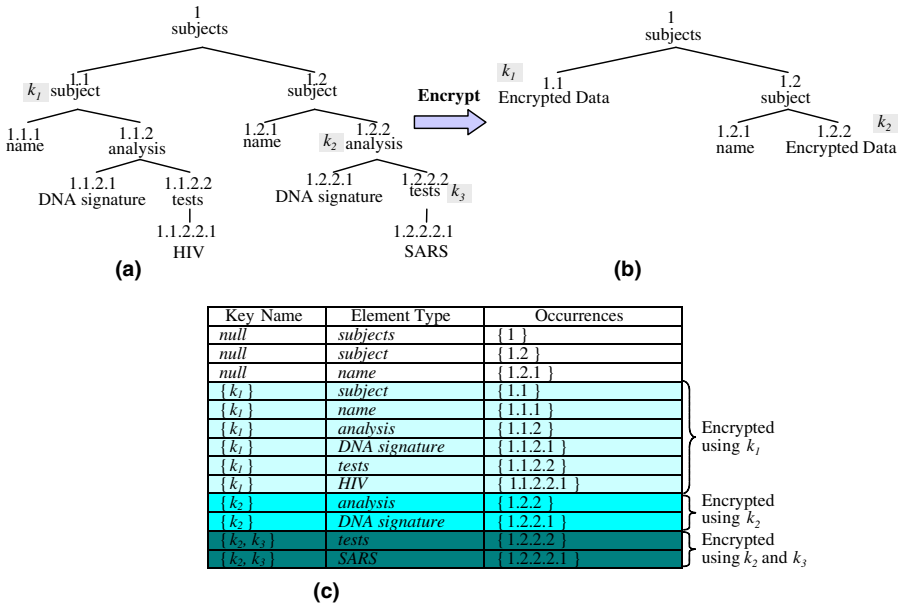 1
subjects
k1
1.1
subject
1.2
subject
1.1.1
name
1.1.2
analysis
1.2.1
name
k2
1.2.2
analysis
1.1.2.1
DNA signature
1.1.2.2
tests
1.2.2.1
DNA signature
1.2.2.2
tests
k3
1.1.2.2.1
HIV
1.2.2.2.1
SARS
(a)
Encrypt
1
subjects
k1
1.1
Encrypted Data
1.2
subject
1.2.1
name
1.2.2
Encrypted Data
k2
(b)
Key Name Element Type Occurrences
null subjects { 1 }
null subject { 1.2 }
null name { 1.2.1 }
{ k1 } subject { 1.1 }
{ k1 } name { 1.1.1 }
{ k1 } analysis { 1.1.2 }
{ k1 } DNA signature { 1.1.2.1 }
{ k1 } tests { 1.1.2.2 }
{ k1 } HIV { 1.1.2.2.1 }
{ k2 } analysis { 1.2.2 }
{ k2 } DNA signature { 1.2.2.1 }
{ k2, k3 } tests { 1.2.2.2 }
{ k2, k3 } SARS { 1.2.2.2.1 }
Encrypted
using k1
Encrypted
using k2
Encrypted
using k2 and k3
(c)